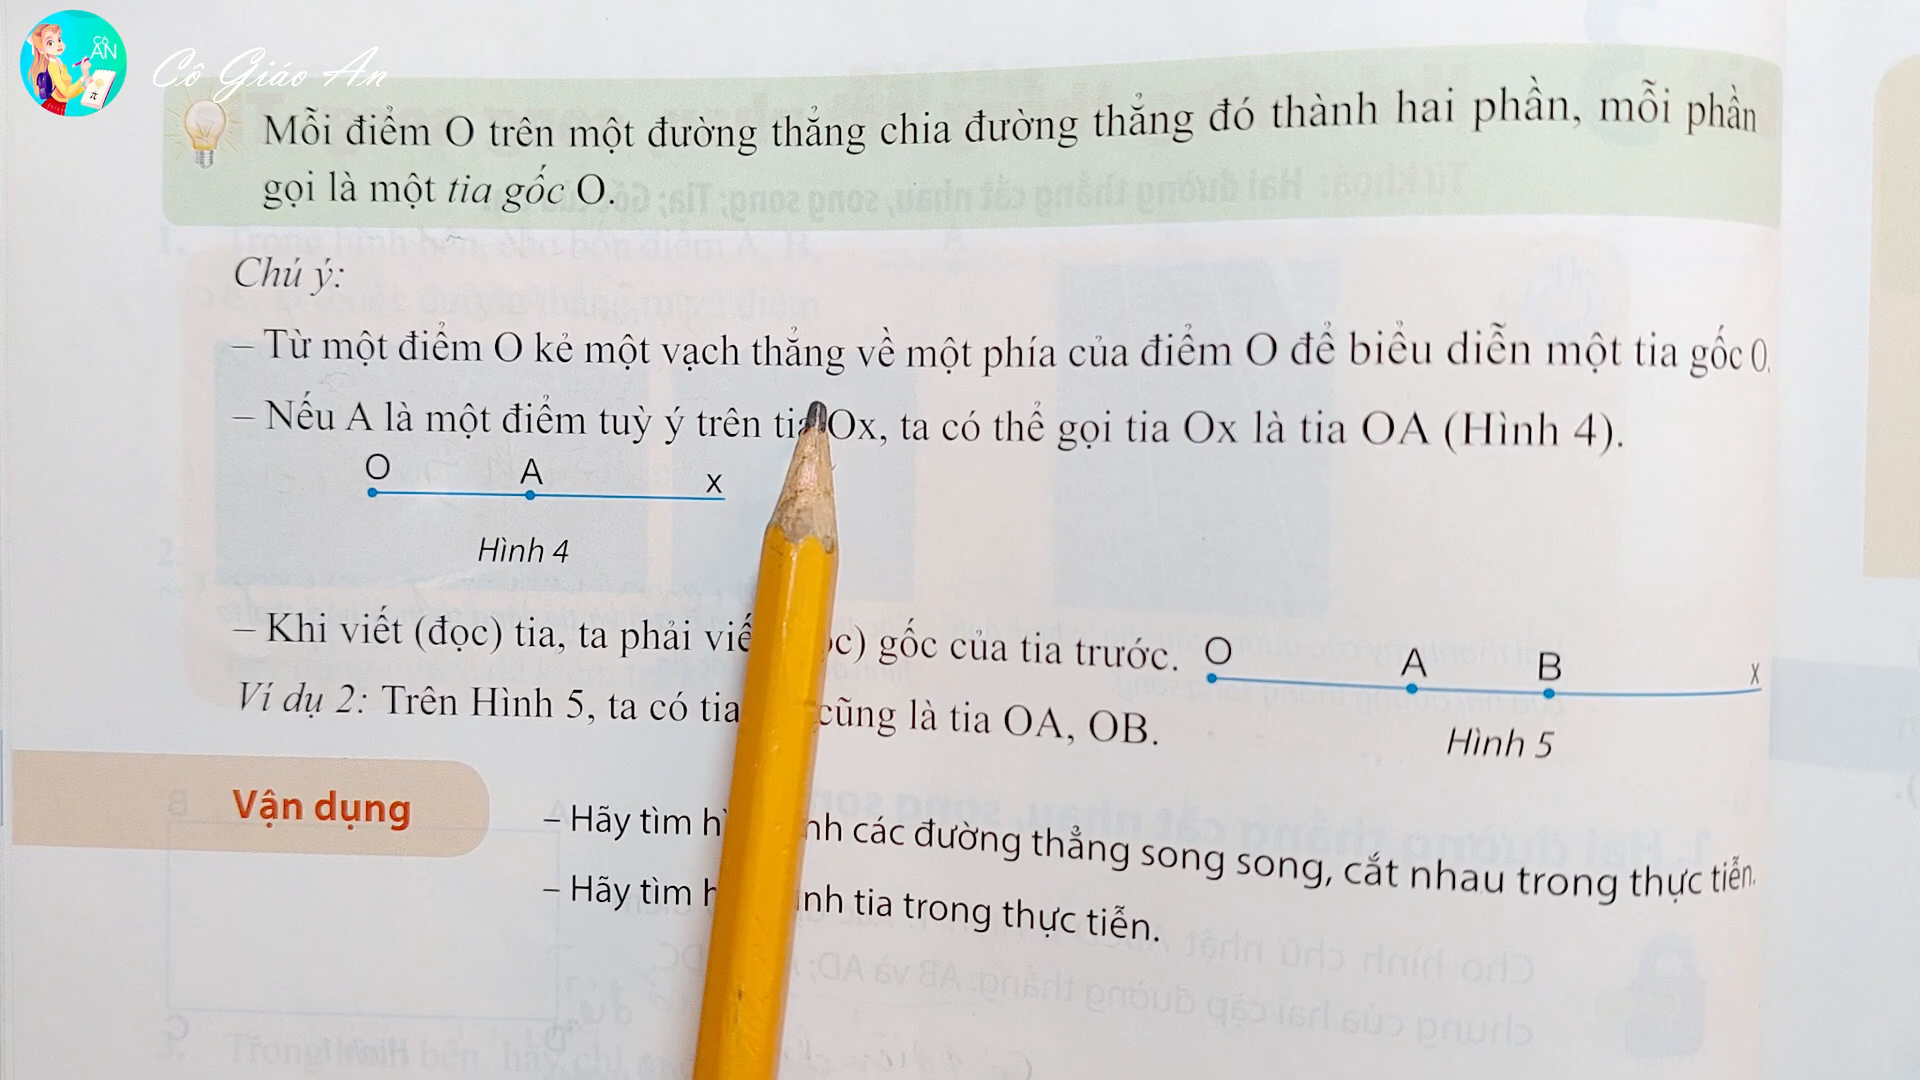 CÔ AN
Cô Giáo An
Mỗi điểm O trên một đường thẳng chia đường thẳng đó thành hai phần, mỗi phần
gọi là một tia gốc O.
Chú ý:
– Từ một điểm O kẻ một vạch thẳng về một phía của điểm O để biểu diễn một tia gốc O.
– Nếu A là một điểm tuỳ ý trên tia Ox, ta có thể gọi tia Ox là tia OA (Hình 4).
O A x
Hình 4
– Khi viết (đọc) tia, ta phải gốc của tia trước.
O A B x
Ví dụ 2: Trên Hình 5, ta có tia cũng là tia OA, OB.
Hình 5
Vận dụng
– Hãy tìm các đường thẳng song song, cắt nhau trong thực tiễn.
– Hãy tìm tia trong thực tiễn.